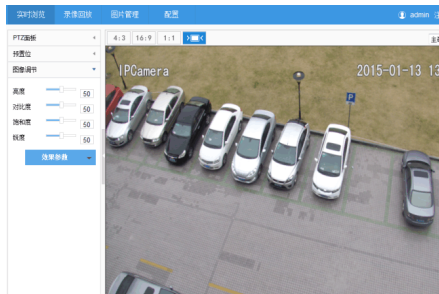 实时浏览 录像回放 图片管理 配置 admin
PTZ面板
预置位
图像调节
4:3 16:9 1:1
IPCamera 2015-01-13 13
P
亮度 50
对比度 50
饱和度 50
锐度 50
效果参数